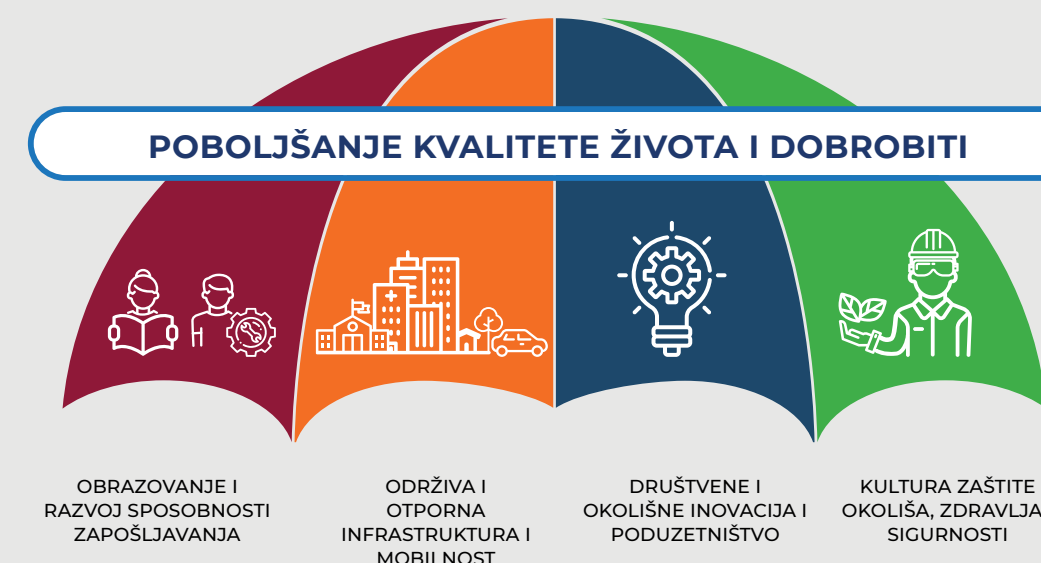 POBOLJŠANJE KVALITETE ŽIVOTA I DOBROBITI
OBRAZOVANJE I
RAZVOJ SPOSOBNOSTI
ZAPOŠLJAVANJA
ODRŽIVA I
OTPORNA
INFRASTRUKTURA I
MOBILNOST
DRUŠTVENE I
OKOLIŠNE INOVACIJA I
PODUZETNIŠTVO
KULTURA ZAŠTITE
OKOLIŠA, ZDRAVLJA
SIGURNOSTI